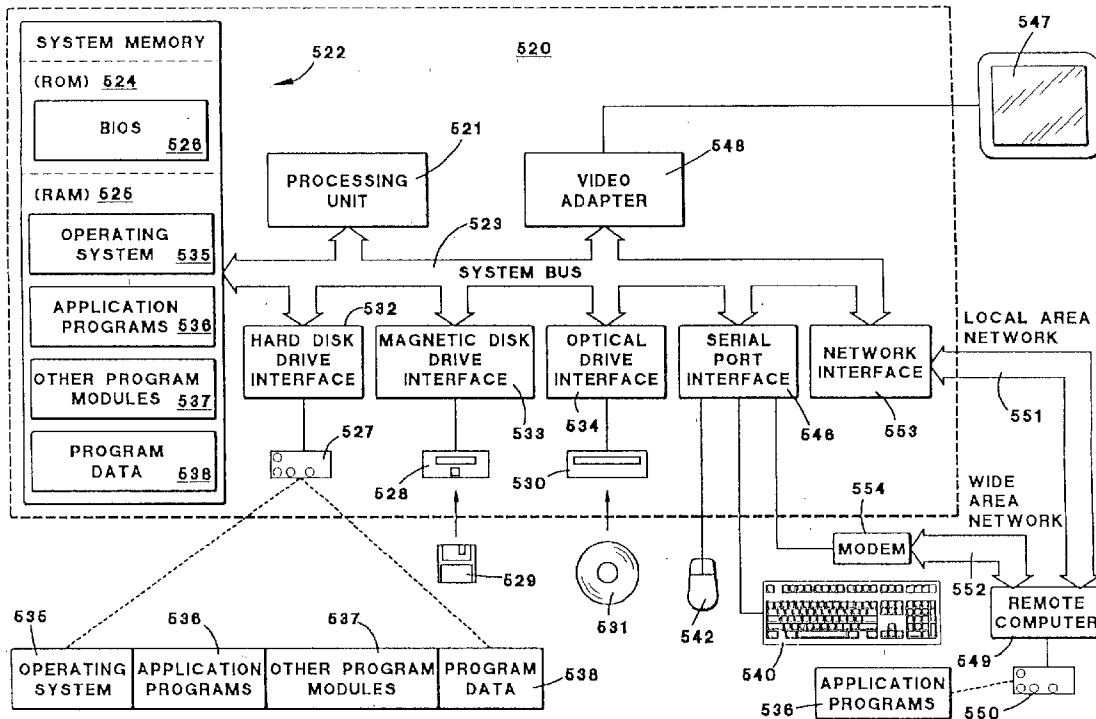 SYSTEM MEMORY
(ROM) 524
BIOS
526
(RAM) 525
OPERATING
SYSTEM 535
APPLICATION
PROGRAMS 536
OTHER PROGRAM
MODULES 537
PROGRAM
DATA 538
522
520
521
PROCESSING
UNIT
548
VIDEO
ADAPTER
547
523
SYSTEM BUS
532
HARD DISK
DRIVE
INTERFACE
MAGNETIC DISK
DRIVE
INTERFACE
533
OPTICAL
DRIVE
INTERFACE
534
SERIAL
PORT
INTERFACE
546
NETWORK
INTERFACE
553
LOCAL AREA
NETWORK
551
527
528
530
529
531
542
540
554
MODEM
WIDE
AREA
NETWORK
552
REMOTE
COMPUTER
549
550
APPLICATION
PROGRAMS
536
535
OPERATING
SYSTEM
536
APPLICATION
PROGRAMS
537
OTHER PROGRAM
MODULES
PROGRAM
DATA
538